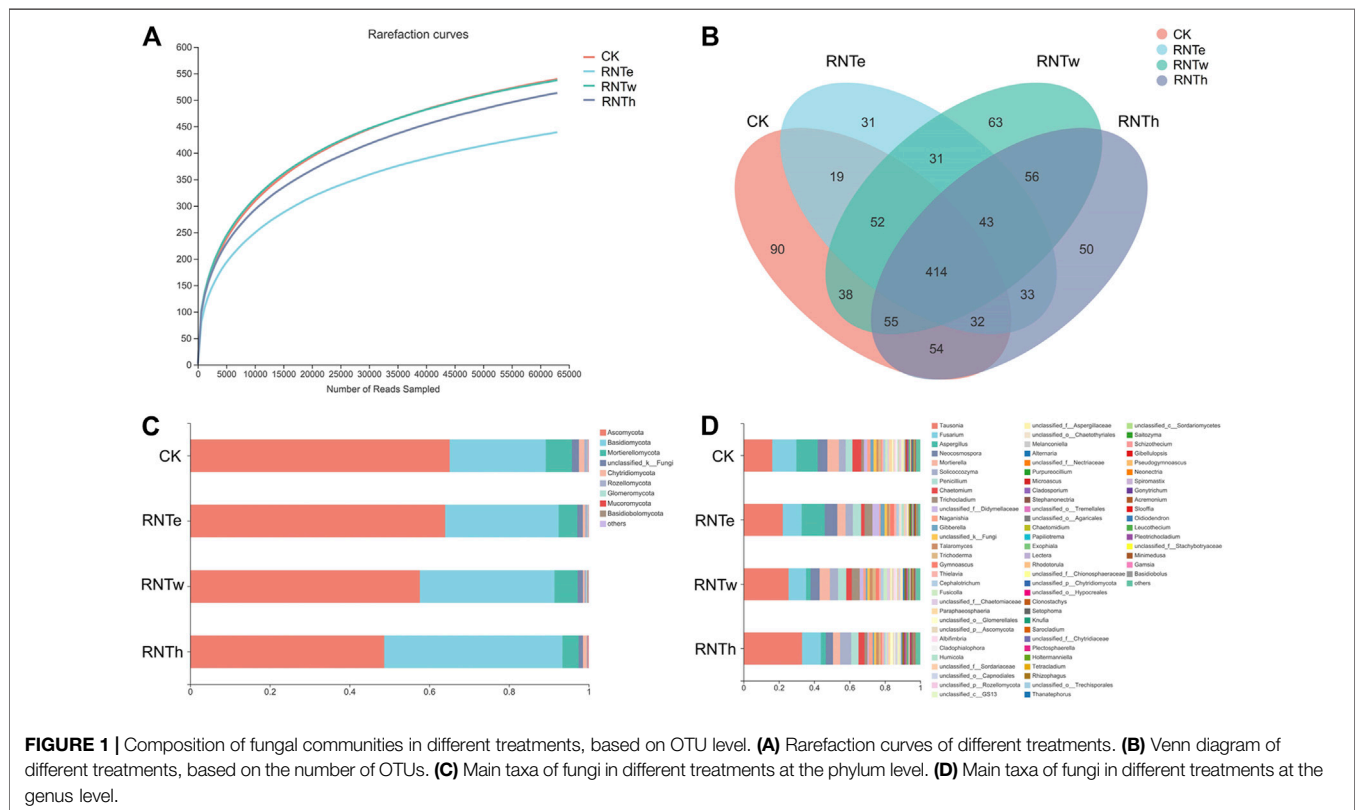 A
Rarefaction curves
600
550
500
450
400
350
300
250
200
150
100
50
0
0 5000 10000 15000 20000 25000 30000 35000 40000 45000 50000 55000 60000 65000
Number of Reads Sampled
CK
RNTe
RNTw
RNTh
B
CK
RNTe
RNTw
RNTh
RNTe
RNTw
CK
RNTh
31
63
31
19
56
52
43
90
50
414
38
33
55
32
54
C
CK
RNTe
RNTw
RNTh
0 0.2 0.4 0.6 0.8 1
Ascomycota
Basidiomycota
Mortierellomycota
unclassified_k__Fungi
Chytridiomycota
Rozellomycota
Glomeromycota
Mucoromycota
Basidiobolomycota
others
D
CK
RNTe
RNTw
RNTh
0 0.2 0.4 0.6 0.8 1
Tausonia
Fusarium
Aspergillus
Neocosmospora
Mortierella
Solicoccozyma
Penicillium
Chaetomium
Trichocladium
unclassified_f__Didymellaceae
Naganishia
Gibberella
unclassified_k__Fungi
Talaromyces
Trichoderma
Gymnoascus
Thielavia
Cephalotrichum
Fusicolla
unclassified_f__Chaetomiaceae
Paraphaeosphaeria
unclassified_o__Glomerellales
unclassified_p__Ascomycota
Albifimbria
Cladophialophora
Humicola
unclassified_f__Sordariaceae
unclassified_o__Capnodiales
unclassified_p__Rozellomycota
unclassified_c__GS13
unclassified_f__Aspergillaceae
unclassified_o__Chaetothyriales
Melanconiella
Alternaria
unclassified_f__Nectriaceae
Purpureocillium
Microascus
Cladosporium
Stephanonectria
unclassified_o__Tremellales
unclassified_o__Agaricales
Chaetomidium
Papiliotrema
Exophiala
Lectera
Rhodotorula
unclassified_f__Chionosphaeraceae
unclassified_p__Chytridiomycota
unclassified_o__Hypocreales
Clonostachys
Setophoma
Knufia
Sarocladium
unclassified_f__Chytridiaceae
Plectosphaerella
Holtermanniella
Tetracladium
Rhizophagus
unclassified_o__Trechisporales
Thanatephorus
unclassified_c__Sordariomycetes
Saitozyma
Schizothecium
Gibellulopsis
Pseudogymnoascus
Neonectria
Spiromastix
Gonytrichum
Acremonium
Slooffia
Oidiodendron
Leucothecium
Pleotrichocladium
unclassified_f__Stachybotryaceae
Minimedusa
Gamsia
Basidiobolus
others
FIGURE 1 | Composition of fungal communities in different treatments, based on OTU level. (A) Rarefaction curves of different treatments. (B) Venn diagram of
different treatments, based on the number of OTUs. (C) Main taxa of fungi in different treatments at the phylum level. (D) Main taxa of fungi in different treatments at the
genus level.